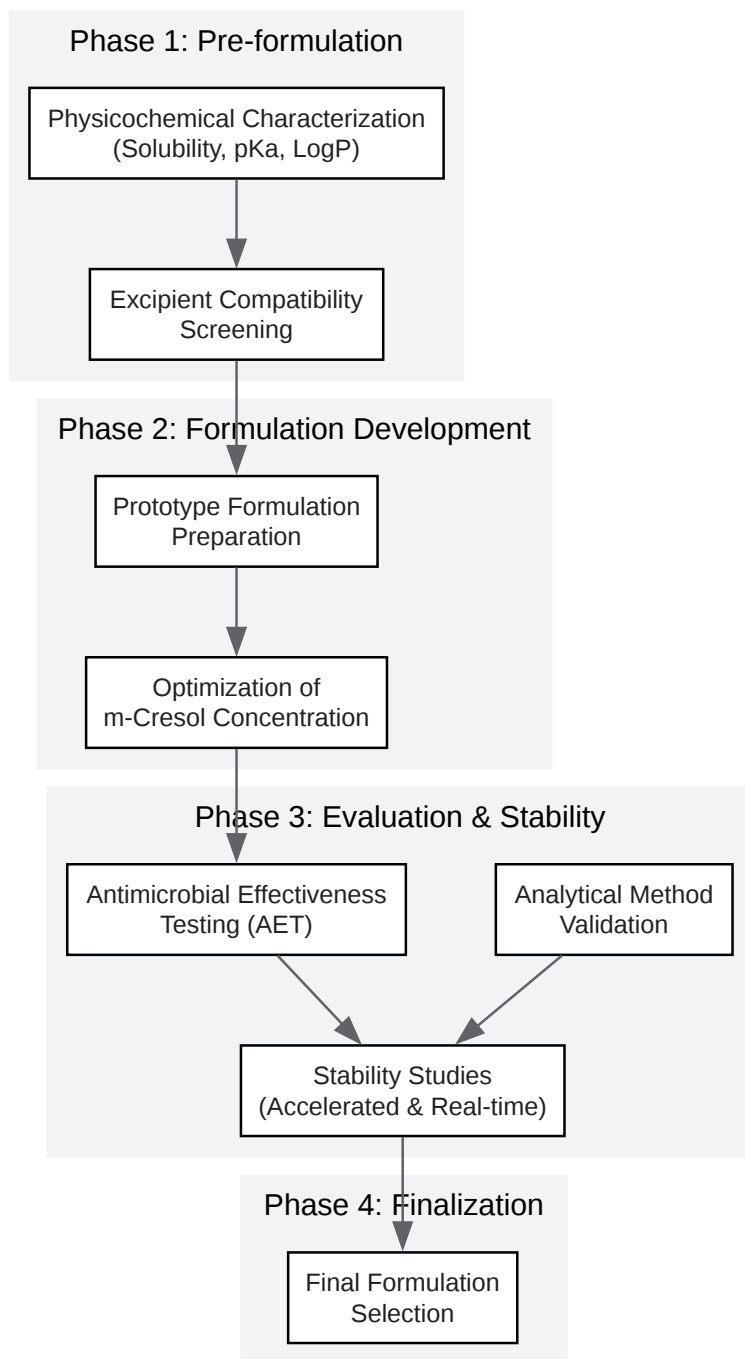 Phase 1: Pre-formulation
Physicochemical Characterization
(Solubility, pKa, LogP)
Excipient Compatibility
Screening
Phase 2: Formulation Development
Prototype Formulation
Preparation
Optimization of
m-Cresol Concentration
Phase 3: Evaluation & Stability
Antimicrobial Effectiveness
Testing (AET)
Analytical Method
Validation
Stability Studies
(Accelerated & Real-time)
Phase 4: Finalization
Final Formulation
Selection